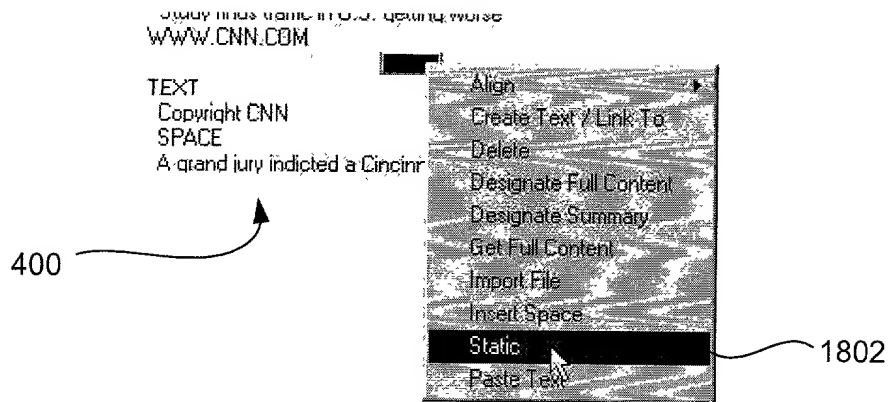 Study finds traffic in U.S. getting worse
WWW.CNN.COM
TEXT
Copyright CNN
SPACE
A grand jury indicted a Cincinn
Align
Create Text / Link To
Delete
Designate Full Content
Designate Summary
Get Full Content
Import File
Insert Space
Static
Paste Text
400
1802